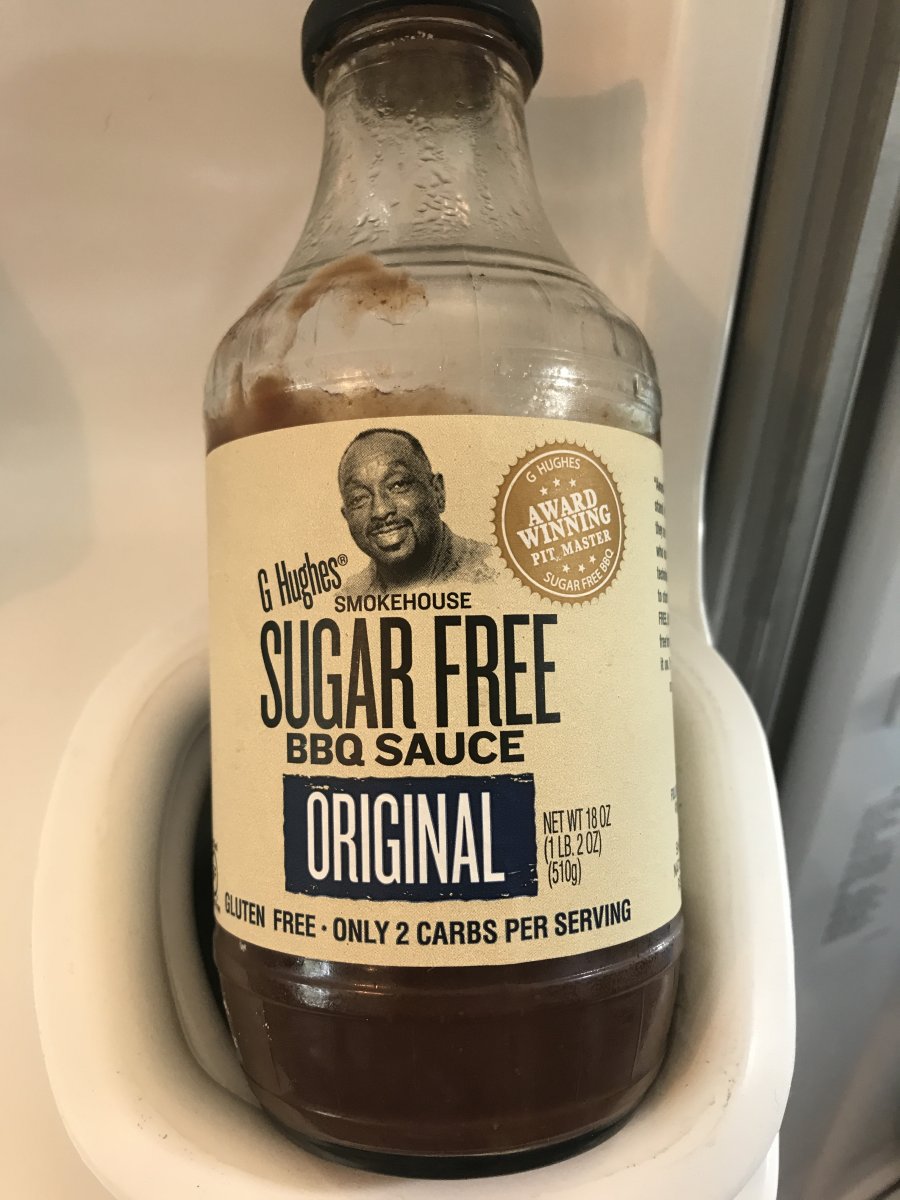 G HUGHES
AWARD
WINNING
PIT MASTER
SUGAR FREE BBQ
G Hughes®
SMOKEHOUSE
SUGAR FREE
BBQ SAUCE
ORIGINAL
NET WT 18 OZ
(1 LB. 2 OZ)
(510g)
GLUTEN FREE • ONLY 2 CARBS PER SERVING